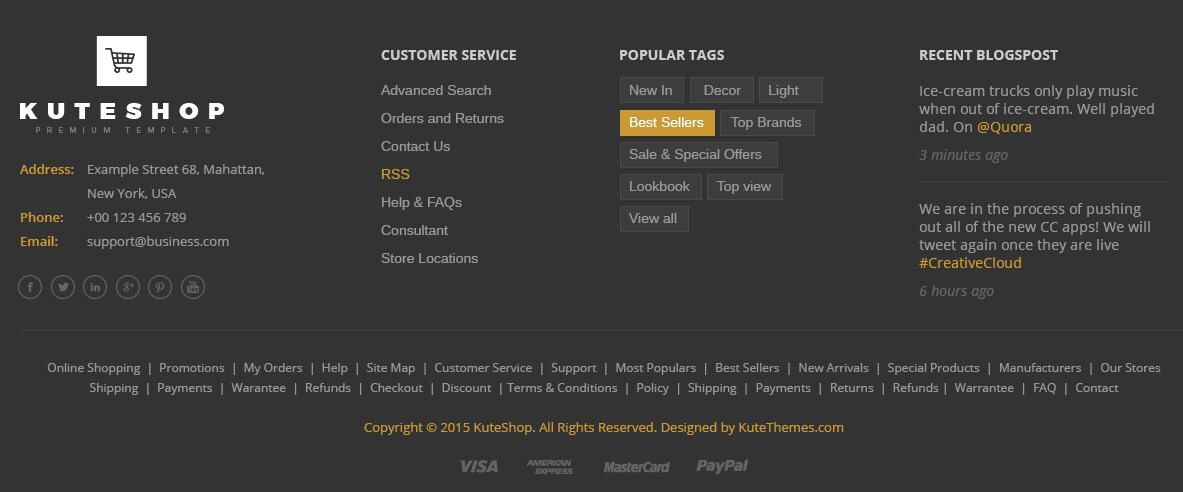 KUTESHOP
PREMIUM TEMPLATE
Address: Example Street 68, Mahattan,
New York, USA
Phone: +00 123 456 789
Email: support@business.com
f in g+ You Tube
CUSTOMER SERVICE
Advanced Search
Orders and Returns
Contact Us
RSS
Help & FAQs
Consultant
Store Locations
POPULAR TAGS
New In Decor Light
Best Sellers Top Brands
Sale & Special Offers
Lookbook Top view
View all
RECENT BLOGSPOST
Ice-cream trucks only play music
when out of ice-cream. Well played
dad. On @Quora
3 minutes ago
We are in the process of pushing
out all of the new CC apps! We will
tweet again once they are live
#CreativeCloud
6 hours ago
Online Shopping | Promotions | My Orders | Help | Site Map | Customer Service | Support | Most Populars | Best Sellers | New Arrivals | Special Products | Manufacturers | Our Stores
Shipping | Payments | Warantee | Refunds | Checkout | Discount | Terms & Conditions | Policy | Shipping | Payments | Returns | Refunds | Warrantee | FAQ | Contact
Copyright © 2015 KuteShop. All Rights Reserved. Designed by KuteThemes.com
VISA AMERICAN EXPRESS MasterCard PayPal